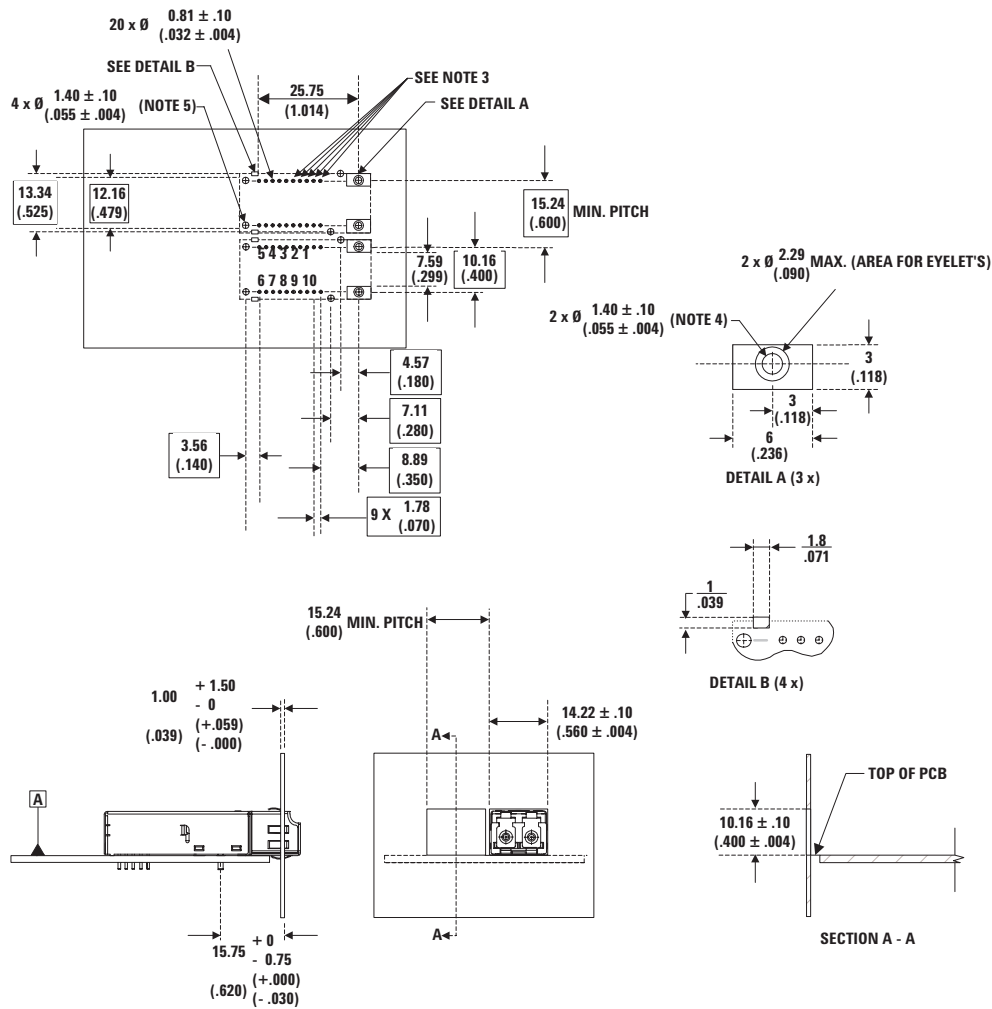 20 x Ø 0.81 ± .10
(.032 ± .004)
SEE DETAIL B
4 x Ø 1.40 ± .10
(.055 ± .004)
(NOTE 5)
25.75
(1.014)
SEE NOTE 3
SEE DETAIL A
13.34
(.525)
12.16
(.479)
15.24
(.600)
MIN. PITCH
5 4 3 2 1
6 7 8 9 10
7.59
(.299)
10.16
(.400)
4.57
(.180)
7.11
(.280)
3.56
(.140)
8.89
(.350)
9 X 1.78
(.070)
2 x Ø 2.29 MAX. (AREA FOR EYELET'S)
(.090)
2 x Ø 1.40 ± .10 (NOTE 4)
(.055 ± .004)
3
(.118)
3
(.118)
6
(.236)
DETAIL A (3 x)
1.8
.071
1
.039
DETAIL B (4 x)
15.24
(.600)
MIN. PITCH
1.00 + 1.50
- 0
(.039) (+.059)
(- .000)
A
14.22 ± .10
(.560 ± .004)
A
A
15.75 + 0
- 0.75
(.620) (+.000)
(- .030)
TOP OF PCB
10.16 ± .10
(.400 ± .004)
SECTION A - A